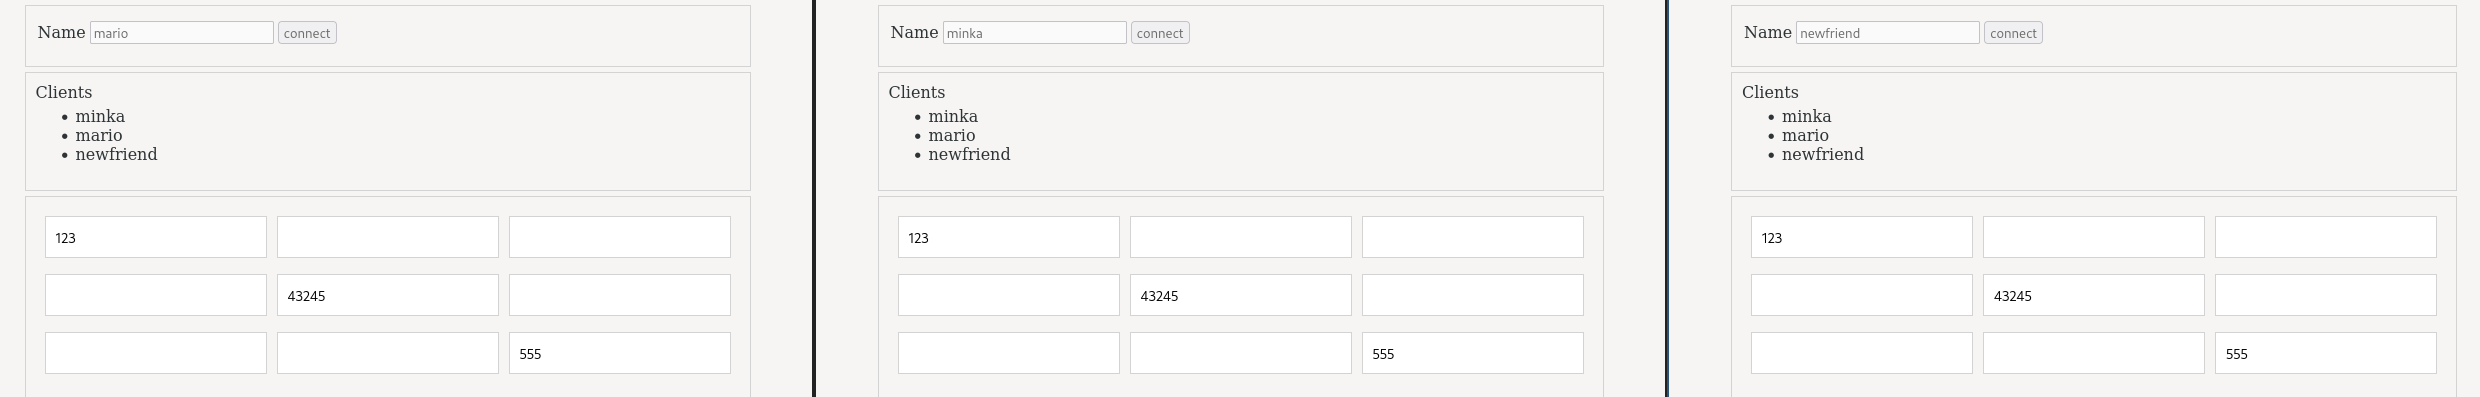 Name mario connect
Clients
minka
mario
newfriend
123
43245
555
Name minka connect
Clients
minka
mario
newfriend
123
43245
555
Name newfriend connect
Clients
minka
mario
newfriend
123
43245
555